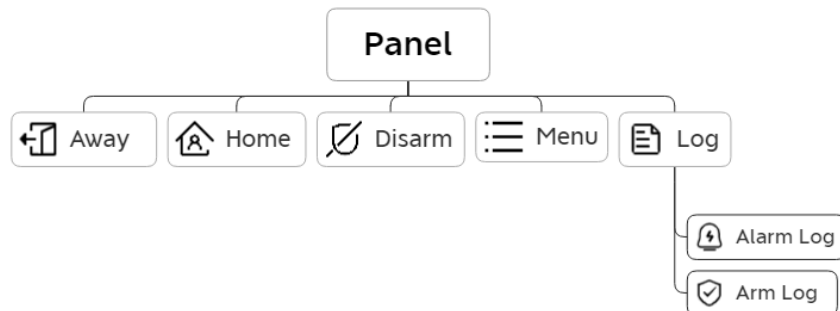 Panel
Away
Home
Disarm
Menu
Log
Alarm Log
Arm Log